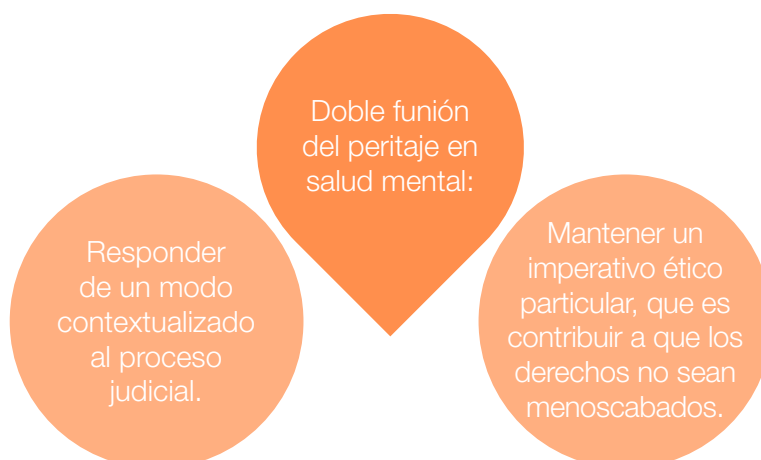 Doble funión
del peritaje en
salud mental:
Responder
de un modo
contextualizado
al proceso
judicial.
Mantener un
imperativo ético
particular, que es
contribuir a que los
derechos no sean
menoscabados.